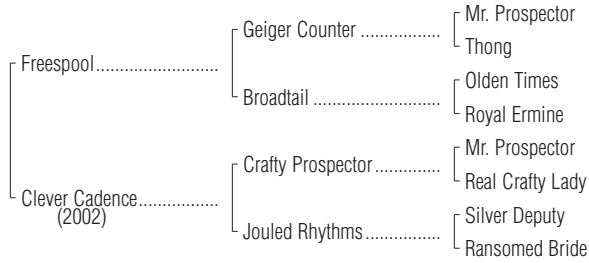 Mr. Prospector
Geiger Counter ..................
Thong
Freespool............................
Olden Times
Broadtail ............................
Royal Ermine
Mr. Prospector
Crafty Prospector...............
Real Crafty Lady
Clever Cadence..................
(2002)
Silver Deputy
Jouled Rhythms.................
Ransomed Bride